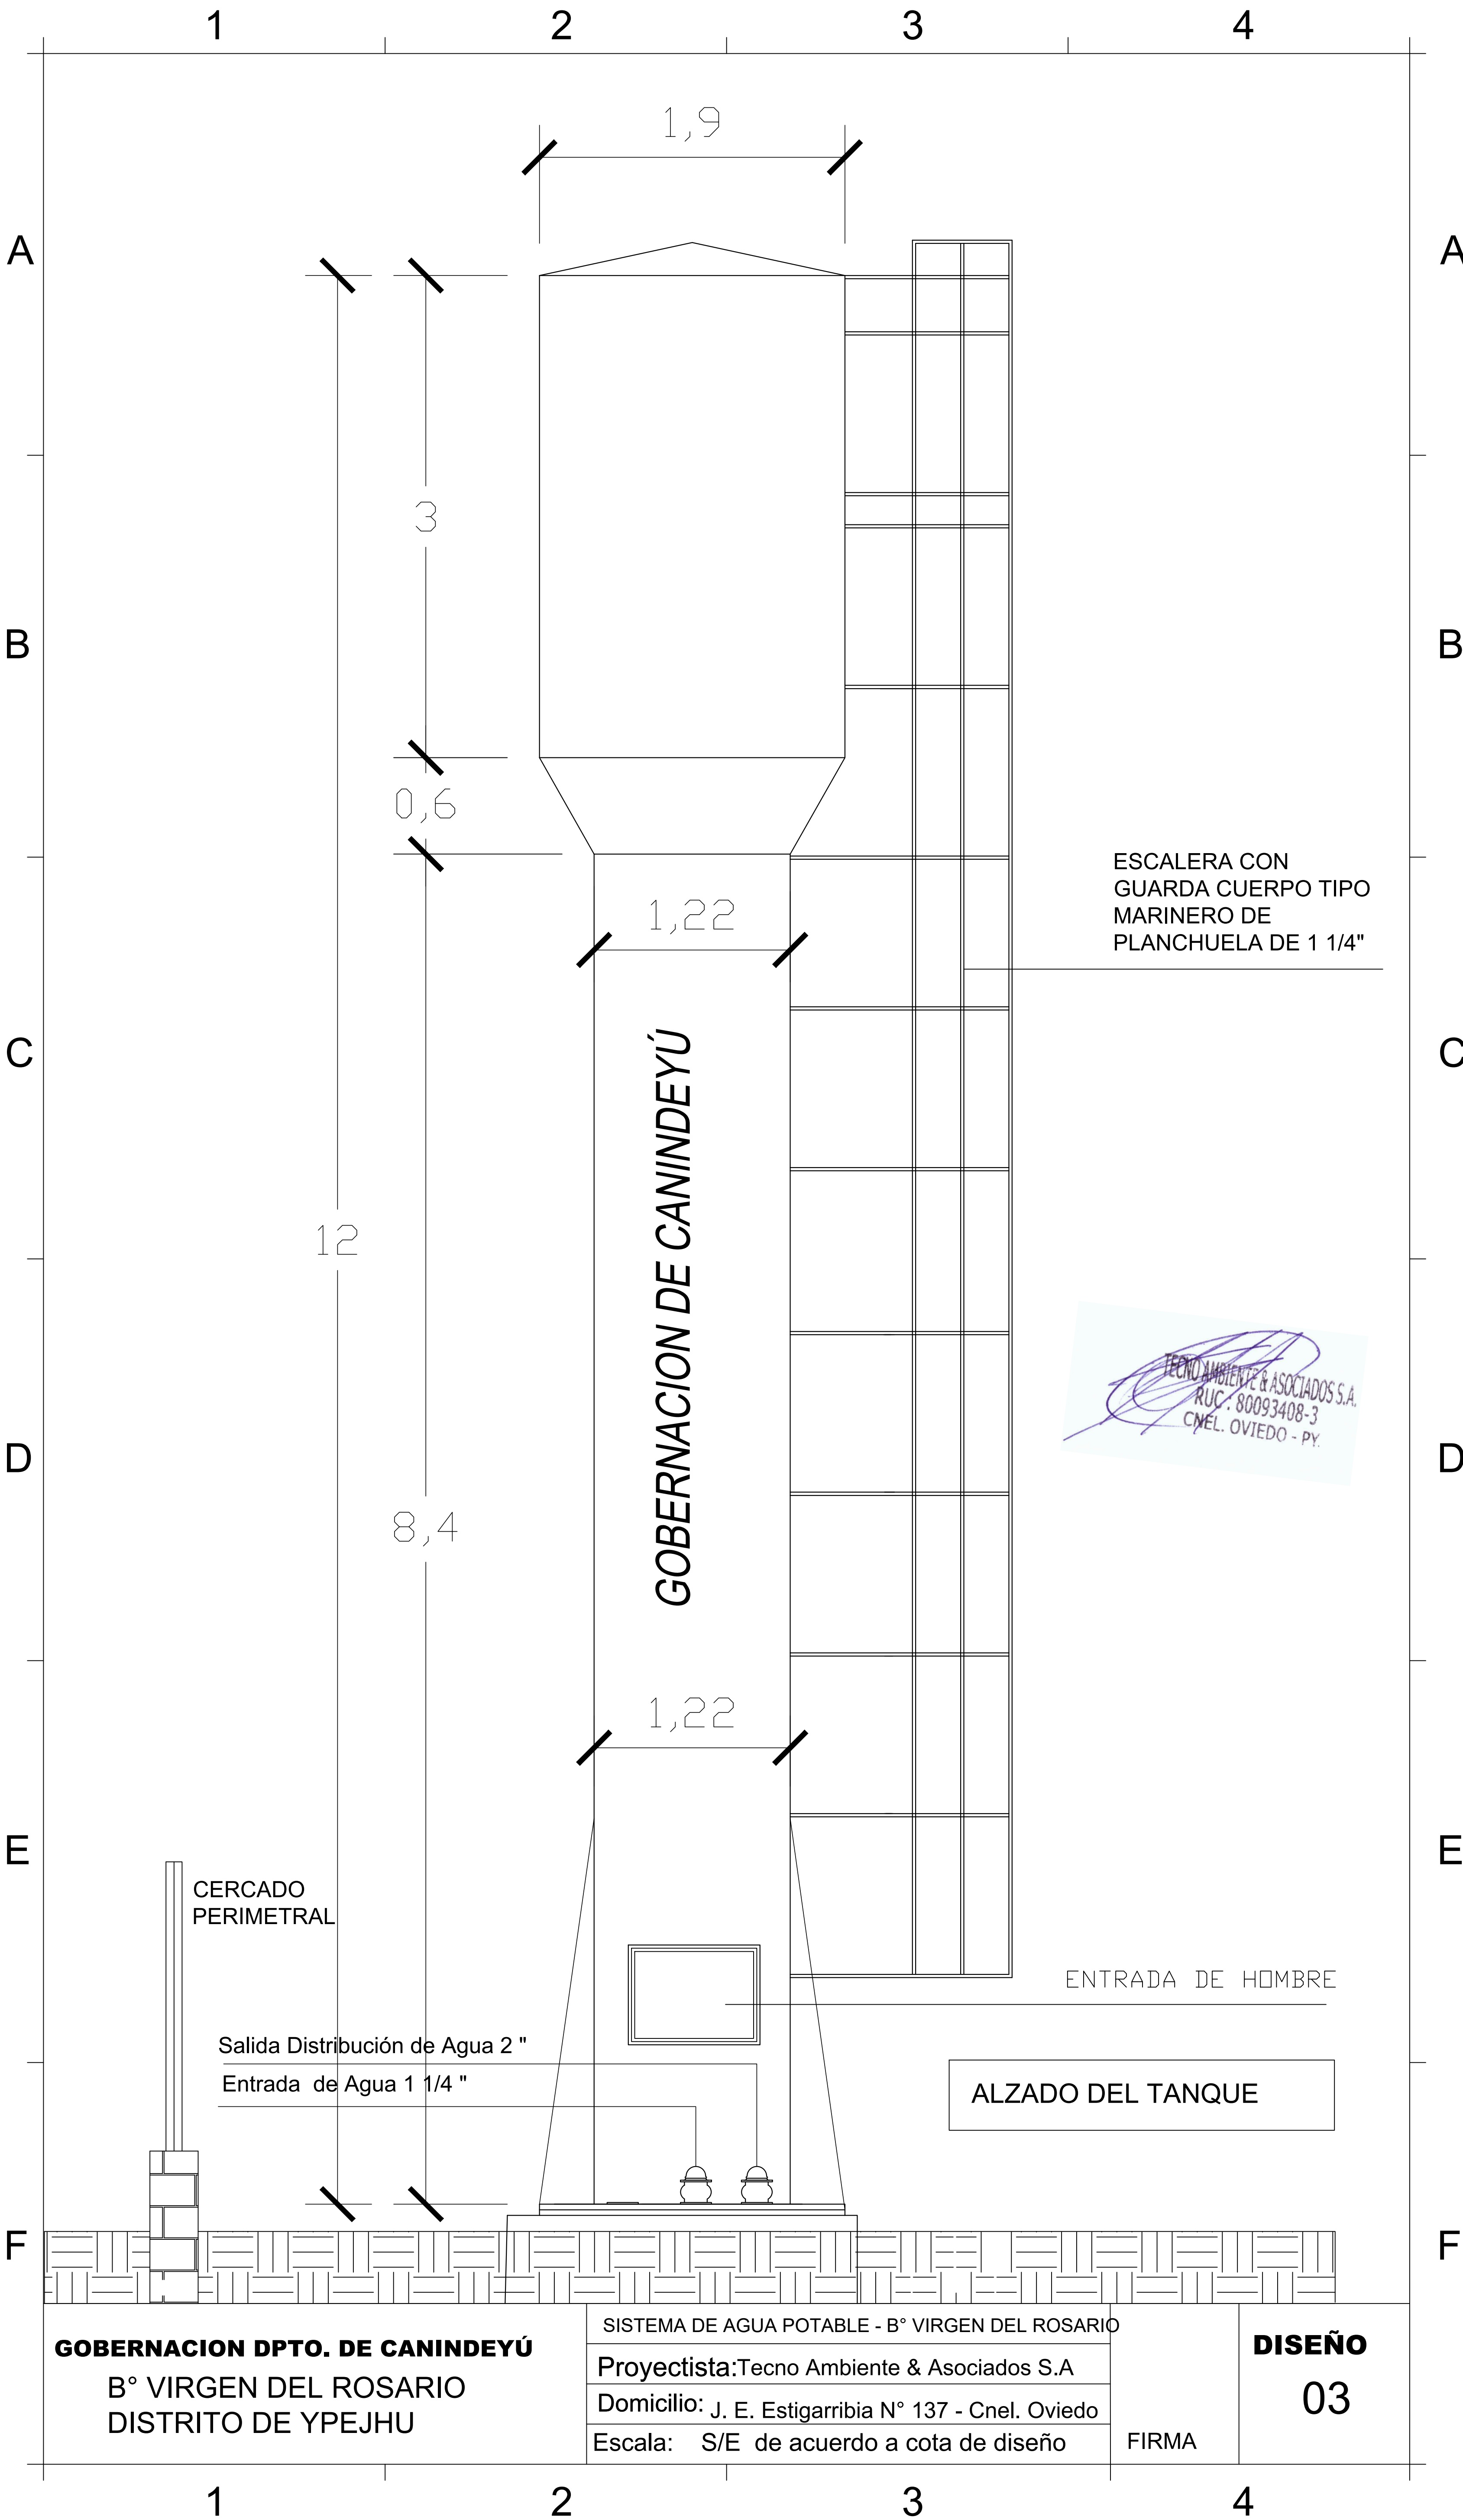 1 2 3 4
1,9
A A
3
B B
0,6
ESCALERA CON
GUARDA CUERPO TIPO
MARINERO DE
PLANCHUELA DE 1 1/4"
1,22
C C
GOBERNACION DE CANINDEYÚ
12
TECNO AMBIENTE & ASOCIADOS S.A.
RUC : 80093408-3
CNEL. OVIEDO - PY.
D D
8,4
1,22
E E
CERCADO
PERIMETRAL
ENTRADA DE HOMBRE
Salida Distribución de Agua 2 "
Entrada de Agua 1 1/4 "
ALZADO DEL TANQUE
F F
GOBERNACION DPTO. DE CANINDEYÚ
B° VIRGEN DEL ROSARIO
DISTRITO DE YPEJHU
SISTEMA DE AGUA POTABLE - B° VIRGEN DEL ROSARIO
Proyectista:Tecno Ambiente & Asociados S.A
Domicilio: J. E. Estigarribia N° 137 - Cnel. Oviedo
Escala: S/E de acuerdo a cota de diseño
FIRMA
DISEÑO
03
1 2 3 4